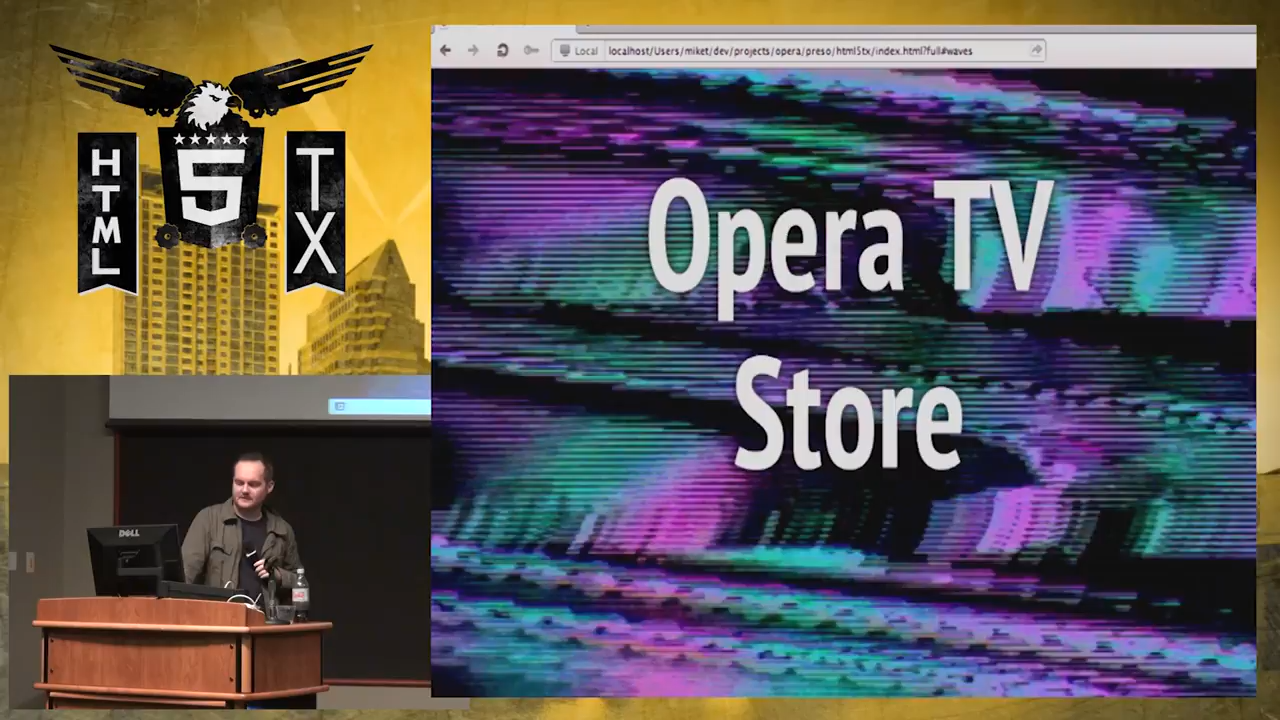 HTML
5
TX
Local
localhost/Users/miket/dev/projects/opera/preso/html5tx/index.html?full#waves
Opera TV
Store
DELL